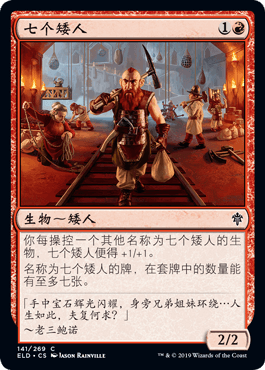 七个矮人
1
生物～矮人
你每操控一个其他名称为七个矮人的生
物，七个矮人便得 +1/+1。
名称为七个矮人的牌，在套牌中的数量能
有至多七张。
「手中宝石辉光闪耀，身旁兄弟姐妹环绕…人
生如此，夫复何求？」
～老三鲍诺
2/2
141/269 C
ELD • CS JASON RAINVILLE
™ & © 2019 Wizards of the Coast